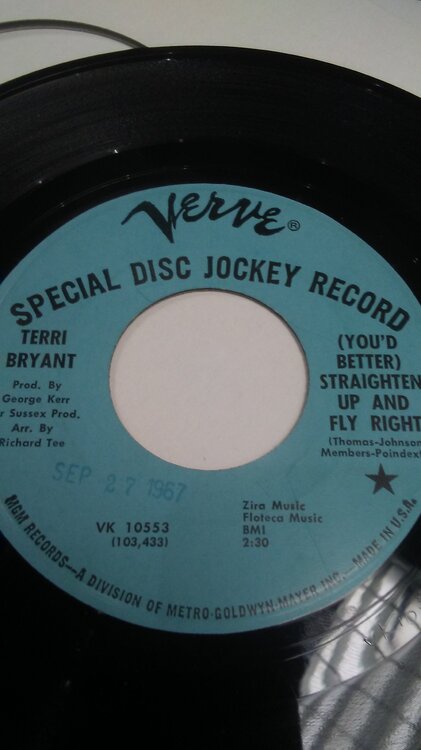 Verve®
SPECIAL DISC JOCKEY RECORD
TERRI
BRYANT
Prod. By
George Kerr
r Sussex Prod.
Arr. By
Richard Tee
(YOU'D
BETTER)
STRAIGHTEN
UP AND
FLY RIGHT
(Thomas-Johnson
Members-Poindext
SEP 27 1967
VK 10553
(103,433)
Zira Music
Floteca Music
BMI
2:30
MGM RECORDS—A DIVISION OF METRO-GOLDWYN-MAYER, INC.—MADE IN U.S.A.